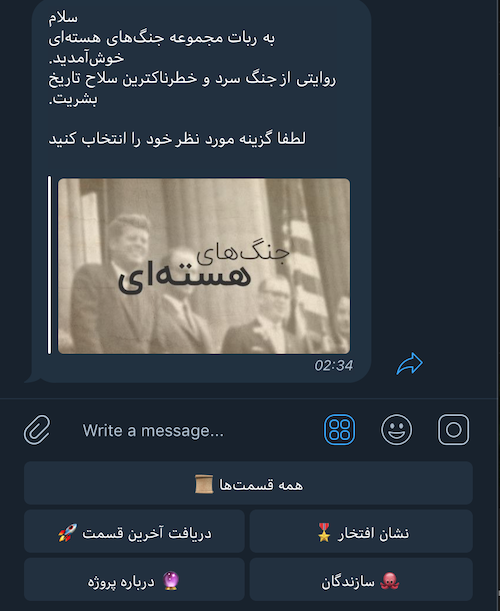 سلام
به ربات مجموعه جنگ‌های هسته‌ای
خوش‌آمدید.
روایتی از جنگ سرد و خطرناکترین سلاح تاریخ
بشریت.
لطفا گزینه مورد نظر خود را انتخاب کنید
جنگ‌های
هسته‌ای
02:34
Write a message...
همه قسمت‌ها
دریافت آخرین قسمت
نشان افتخار
درباره پروژه
سازندگان